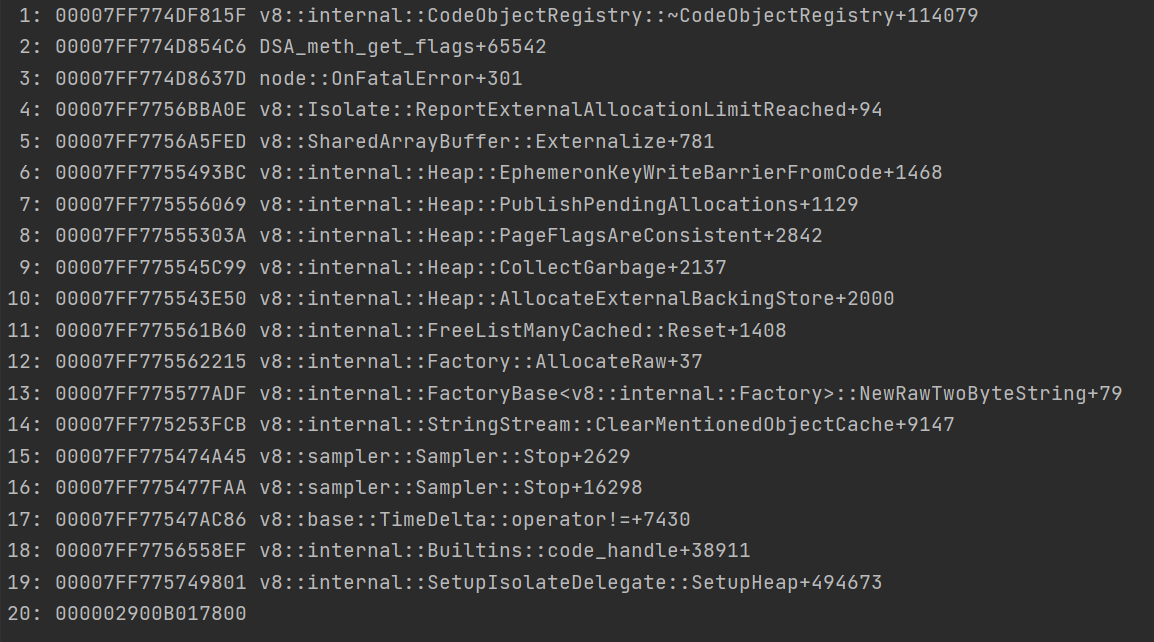 1: 00007FF774DF815F v8::internal::CodeObjectRegistry::~CodeObjectRegistry+114079
2: 00007FF774D854C6 DSA_meth_get_flags+65542
3: 00007FF774D8637D node::OnFatalError+301
4: 00007FF7756BBA0E v8::Isolate::ReportExternalAllocationLimitReached+94
5: 00007FF7756A5FED v8::SharedArrayBuffer::Externalize+781
6: 00007FF7755493BC v8::internal::Heap::EphemeronKeyWriteBarrierFromCode+1468
7: 00007FF775556069 v8::internal::Heap::PublishPendingAllocations+1129
8: 00007FF77555303A v8::internal::Heap::PageFlagsAreConsistent+2842
9: 00007FF775545C99 v8::internal::Heap::CollectGarbage+2137
10: 00007FF775543E50 v8::internal::Heap::AllocateExternalBackingStore+2000
11: 00007FF775561B60 v8::internal::FreeListManyCached::Reset+1408
12: 00007FF775562215 v8::internal::Factory::AllocateRaw+37
13: 00007FF775577ADF v8::internal::FactoryBase<v8::internal::Factory>::NewRawTwoByteString+79
14: 00007FF775253FCB v8::internal::StringStream::ClearMentionedObjectCache+9147
15: 00007FF775474A45 v8::sampler::Sampler::Stop+2629
16: 00007FF775477FAA v8::sampler::Sampler::Stop+16298
17: 00007FF77547AC86 v8::base::TimeDelta::operator!=+7430
18: 00007FF7756558EF v8::internal::Builtins::code_handle+38911
19: 00007FF775749801 v8::internal::SetupIsolateDelegate::SetupHeap+494673
20: 000002900B017800